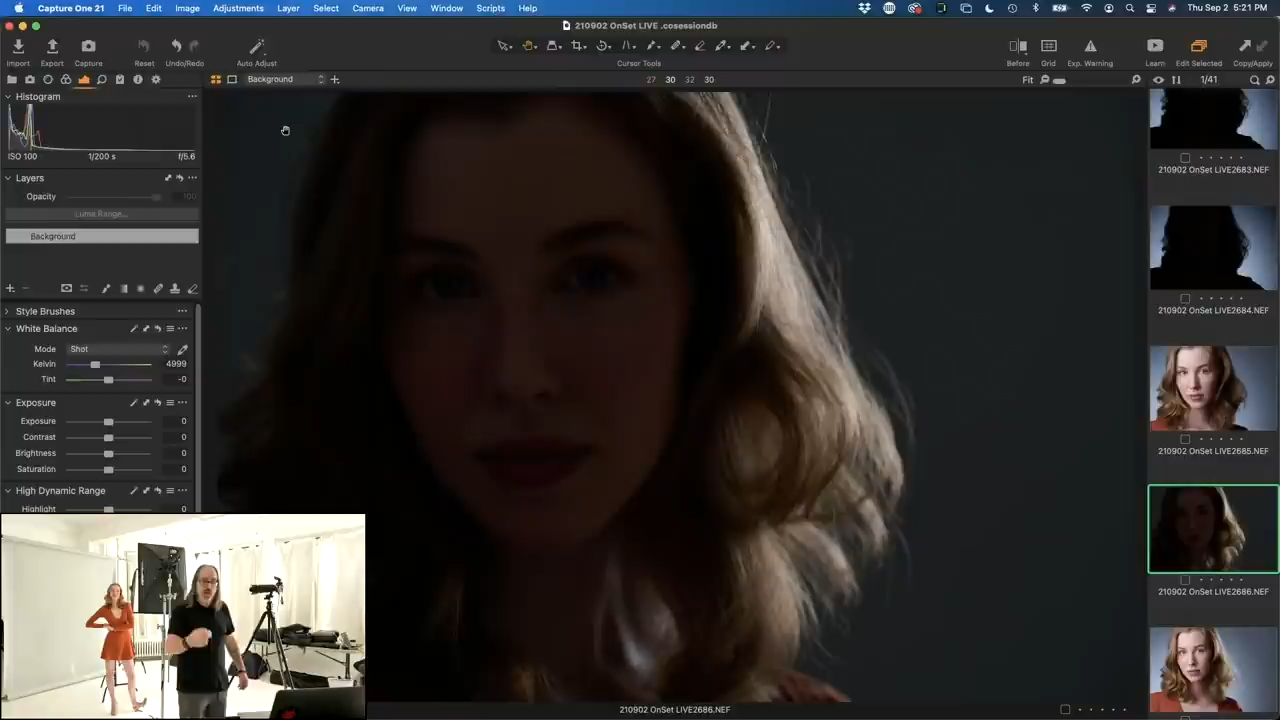 Capture One 21 File Edit Image Adjustments Layer Select Camera View Window Scripts Help Thu Sep 2 5:21 PM
210902 OnSet LIVE .cosessiondb
Import Export Capture Reset Undo/Redo Auto Adjust Cursor Tools Before Grid Exp. Warning Learn Edit Selected Copy/Apply
Background 27 30 32 30 Fit 1/41
Histogram
ISO 100 1/200 s f/5.6
Layers
Opacity 100
Luma Range...
Background
Style Brushes
White Balance
Mode Shot
Kelvin 4999
Tint -0
Exposure
Exposure 0
Contrast 0
Brightness 0
Saturation 0
High Dynamic Range
Highlight 0
210902 OnSet LIVE2683.NEF
210902 OnSet LIVE2684.NEF
210902 OnSet LIVE2685.NEF
210902 OnSet LIVE2686.NEF
210902 OnSet LIVE2686.NEF